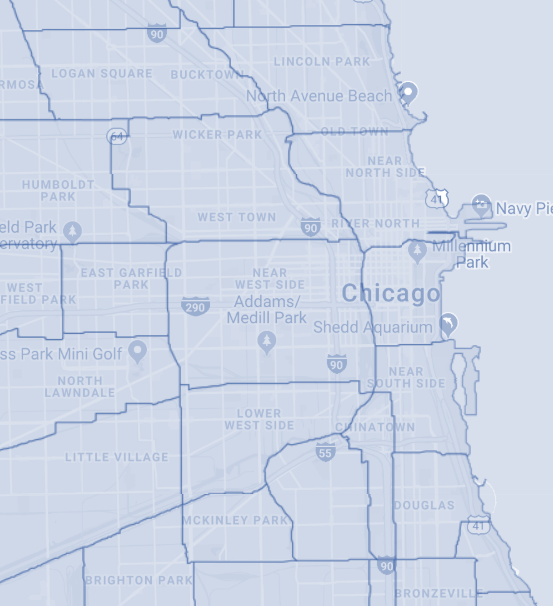 90
LINCOLN PARK
LOGAN SQUARE
BUCKTOWN
RMOSA
North Avenue Beach
64
WICKER PARK
OLD TOWN
NEAR
NORTH SIDE
HUMBOLDT
PARK
41
Navy Pie
WEST TOWN
RIVER NORTH
90
eld Park
ervatory
Millennium
Park
EAST GARFIELD
PARK
NEAR
WEST SIDE
WEST
FIELD PARK
Chicago
290
Addams/
Medill Park
Shedd Aquarium
ss Park Mini Golf
90
NORTH
LAWNDALE
NEAR
SOUTH SIDE
LOWER
WEST SIDE
CHINATOWN
55
LITTLE VILLAGE
DOUGLAS
MCKINLEY PARK
41
90
BRIGHTON PARK
BRONZEVILLE